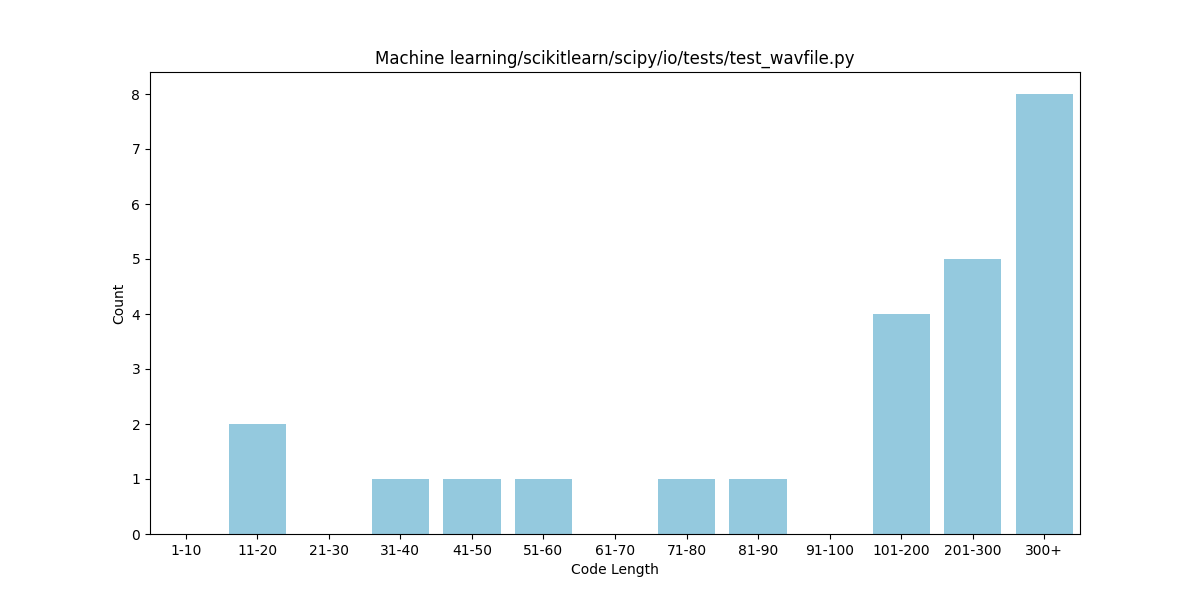 Machine learning/scikitlearn/scipy/io/tests/test_wavfile.py
8
7
6
5
4
3
2
1
0
Count
1-10 11-20 21-30 31-40 41-50 51-60 61-70 71-80 81-90 91-100 101-200 201-300 300+
Code Length